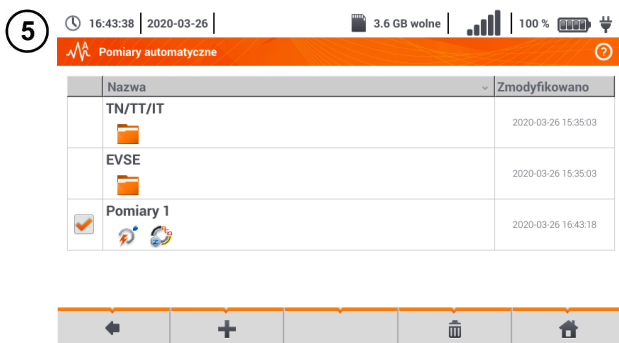 5
16:43:38 2020-03-26 3.6 GB wolne 100 %
Pomiary automatyczne ?
Nazwa Zmodyfikowano
TN/TT/IT
2020-03-26 15:35:03
EVSE
2020-03-26 15:35:03
Pomiary 1
2020-03-26 16:43:18